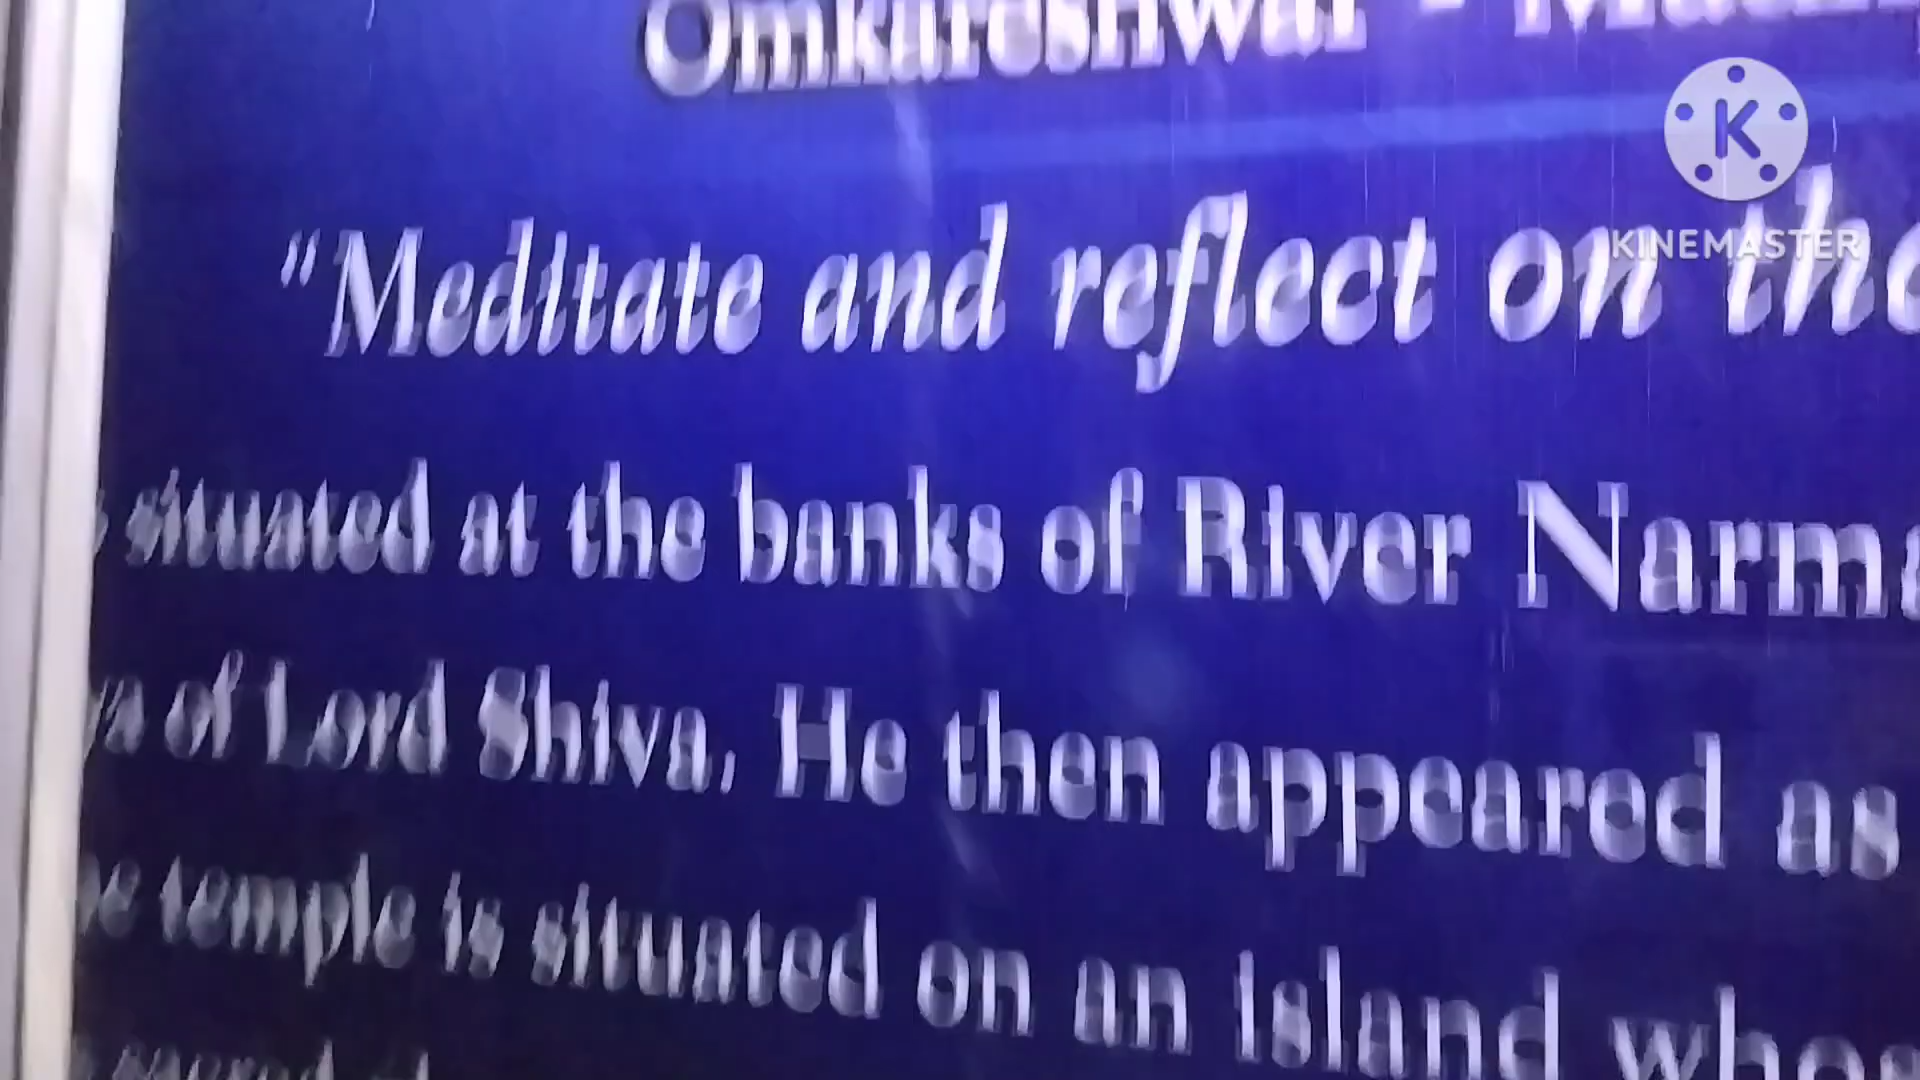 Omkareshwar -
K
KINEMASTER
"Meditate and reflect on the
situated at the banks of River Narma
of Lord Shiva. He then appeared as
temple is situated on an island